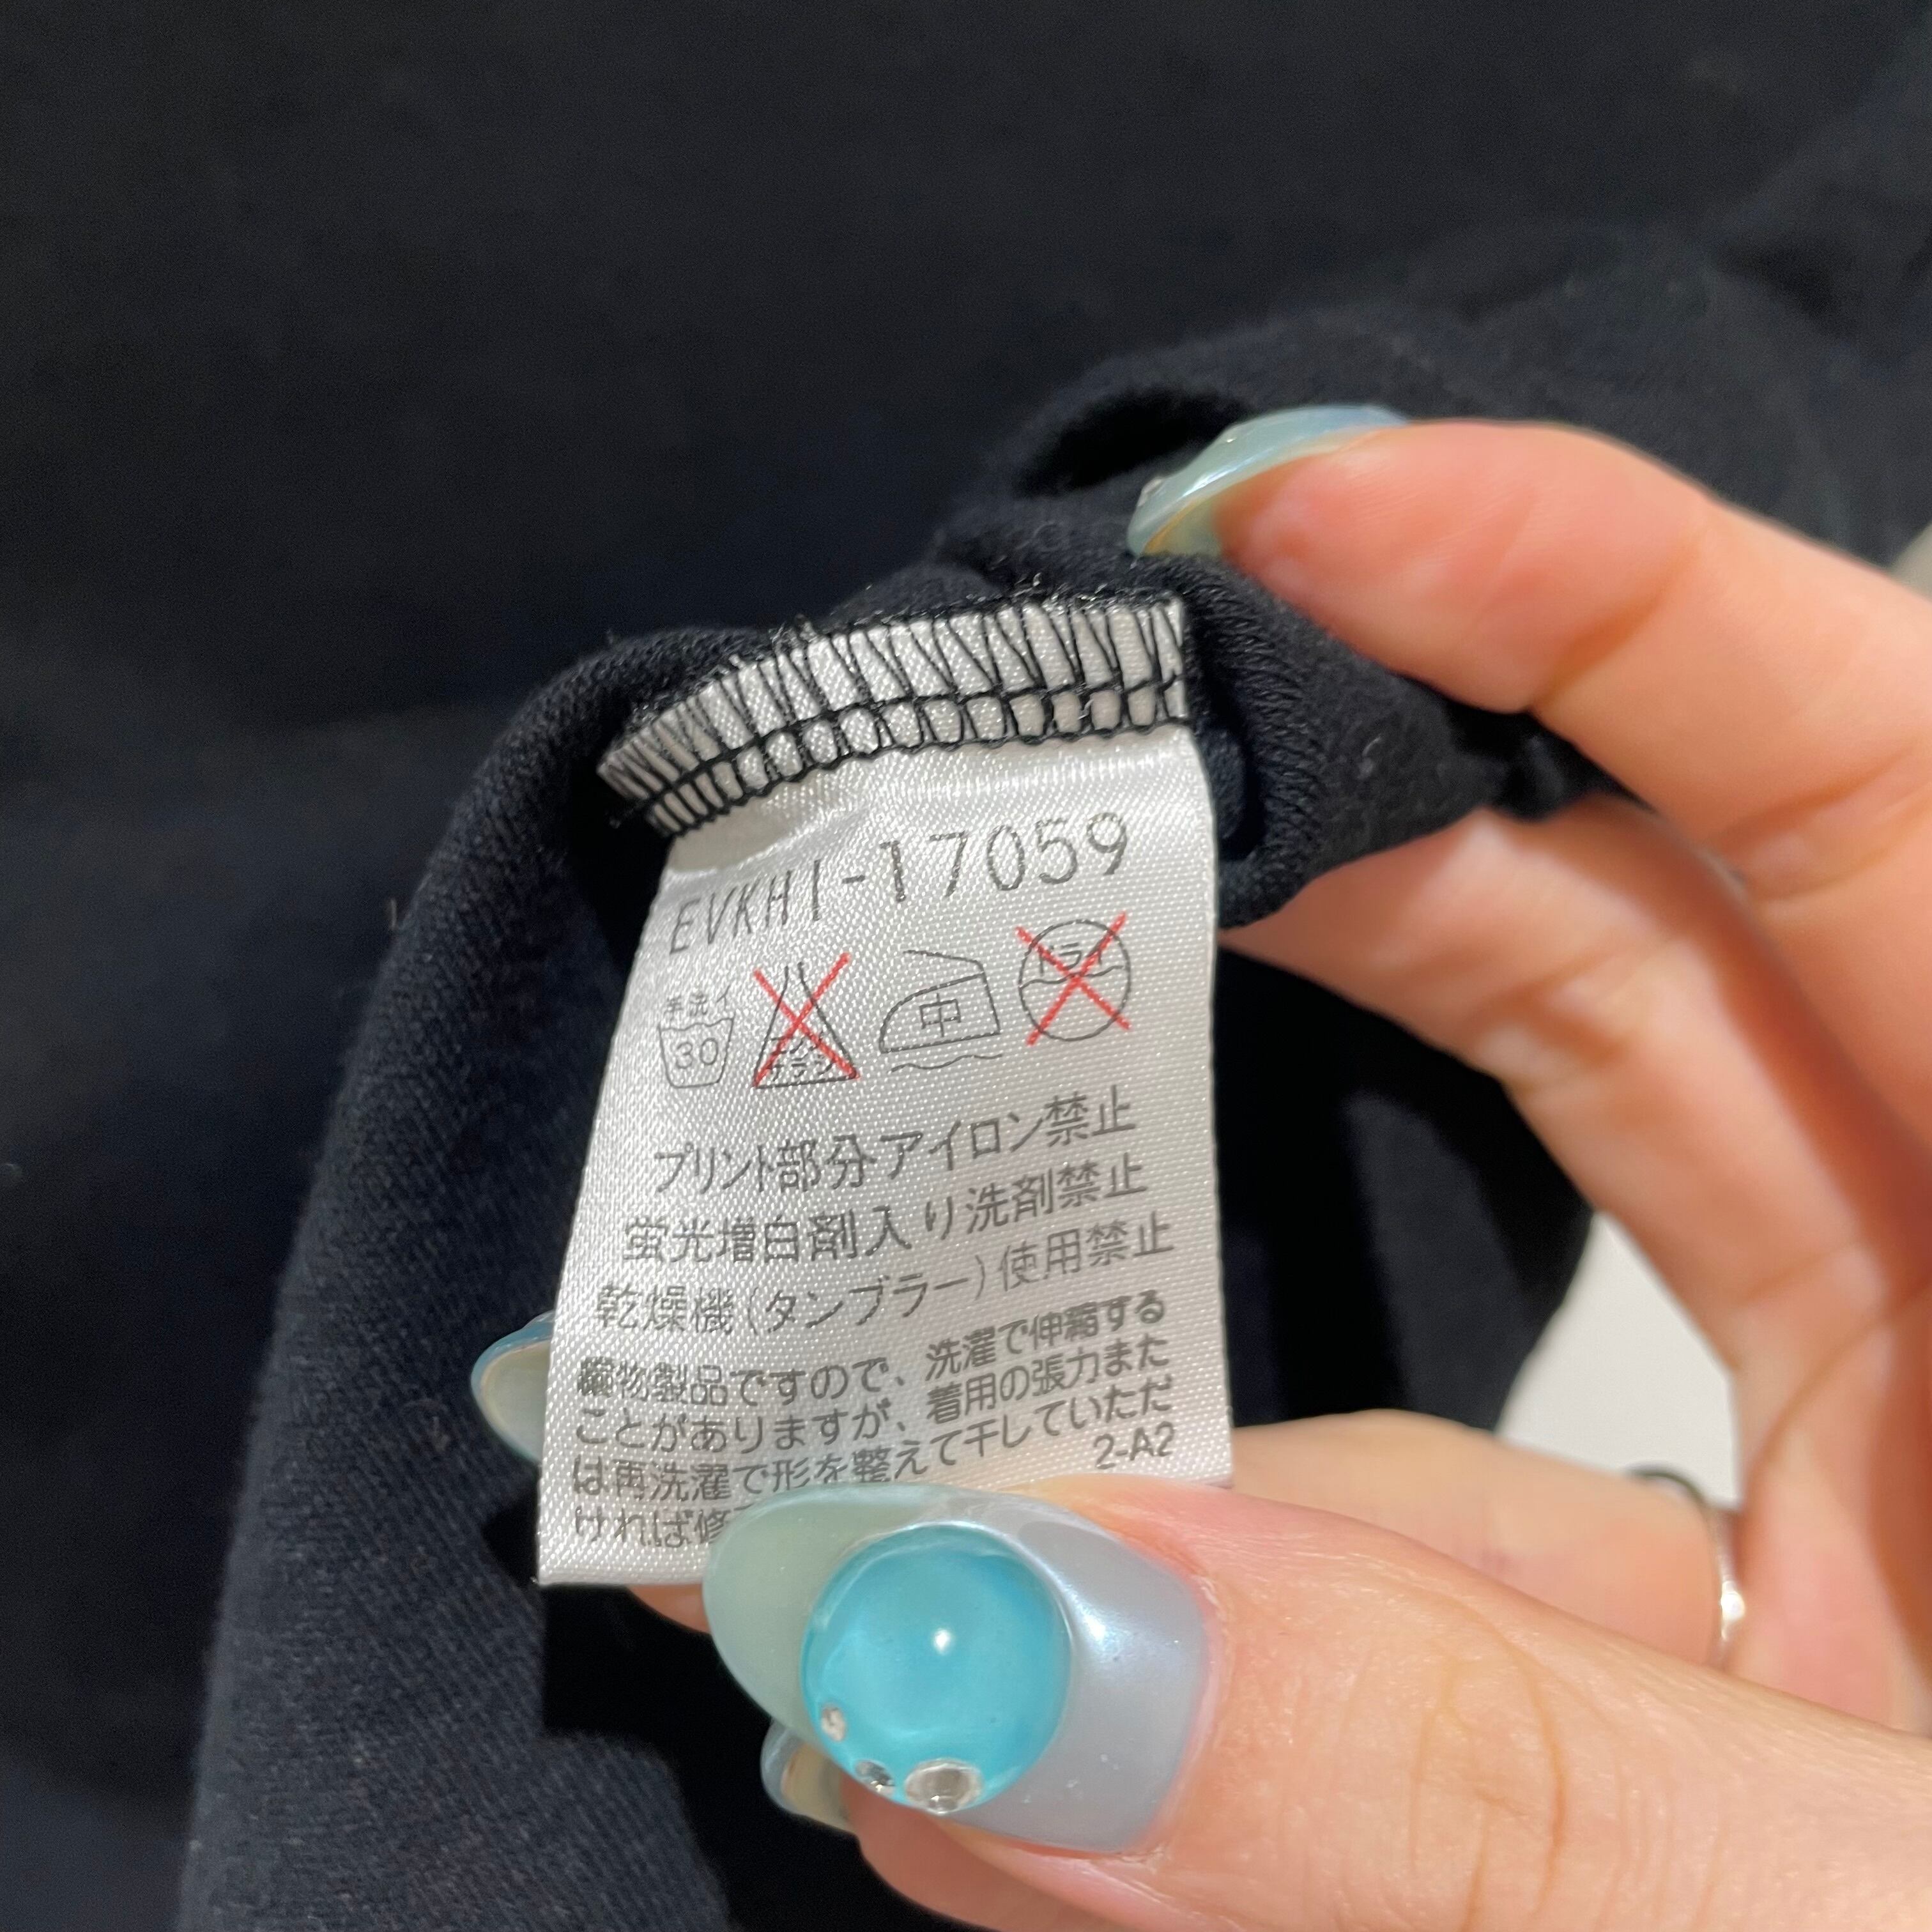 EVKHI-17059
手洗イ ドライ
30 中
プリント部分アイロン禁止
蛍光増白剤入り洗剤禁止
乾燥機(タンブラー)使用禁止
編物製品ですので、洗濯で伸縮する
ことがありますが、着用の張力また
は再洗濯で形を整えて干していただ
ければ修
2-A2